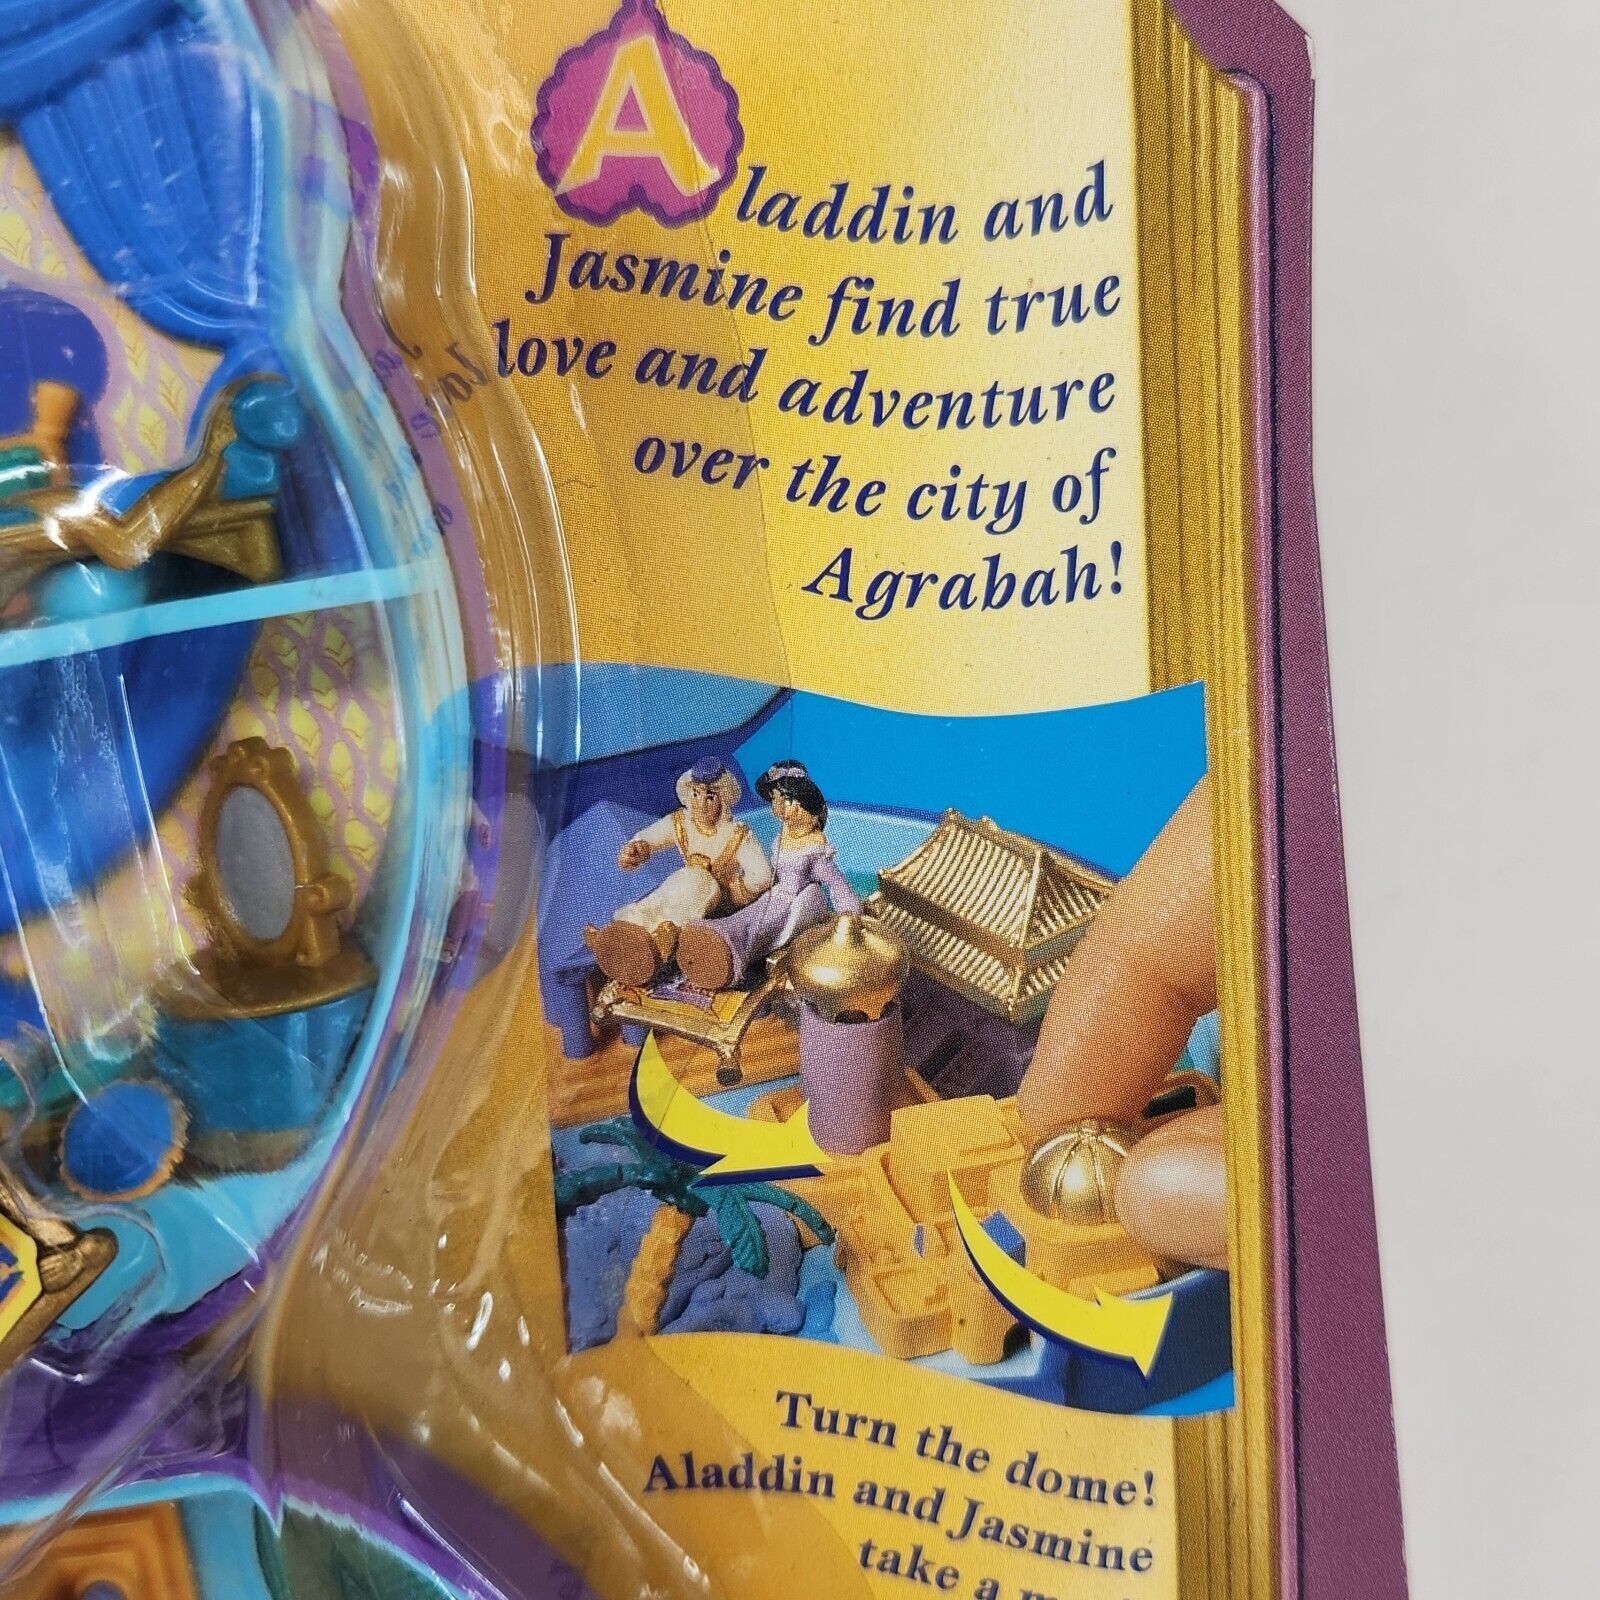 Aladdin and
Jasmine find true
love and adventure
over the city of
Agrabah!
Turn the dome!
Aladdin and Jasmine
take a